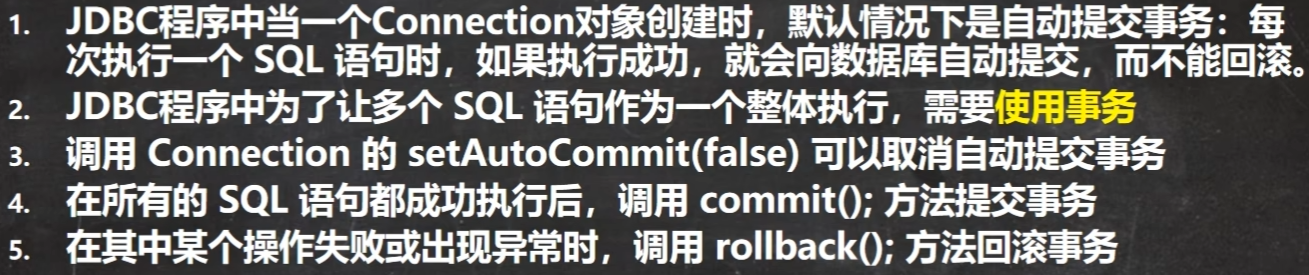 1. JDBC程序中当一个Connection对象创建时，默认情况下是自动提交事务：每
次执行一个 SQL 语句时，如果执行成功，就会向数据库自动提交，而不能回滚。
2. JDBC程序中为了让多个 SQL 语句作为一个整体执行，需要使用事务
3. 调用 Connection 的 setAutoCommit(false) 可以取消自动提交事务
4. 在所有的 SQL 语句都成功执行后，调用 commit(); 方法提交事务
5. 在其中某个操作失败或出现异常时，调用 rollback(); 方法回滚事务